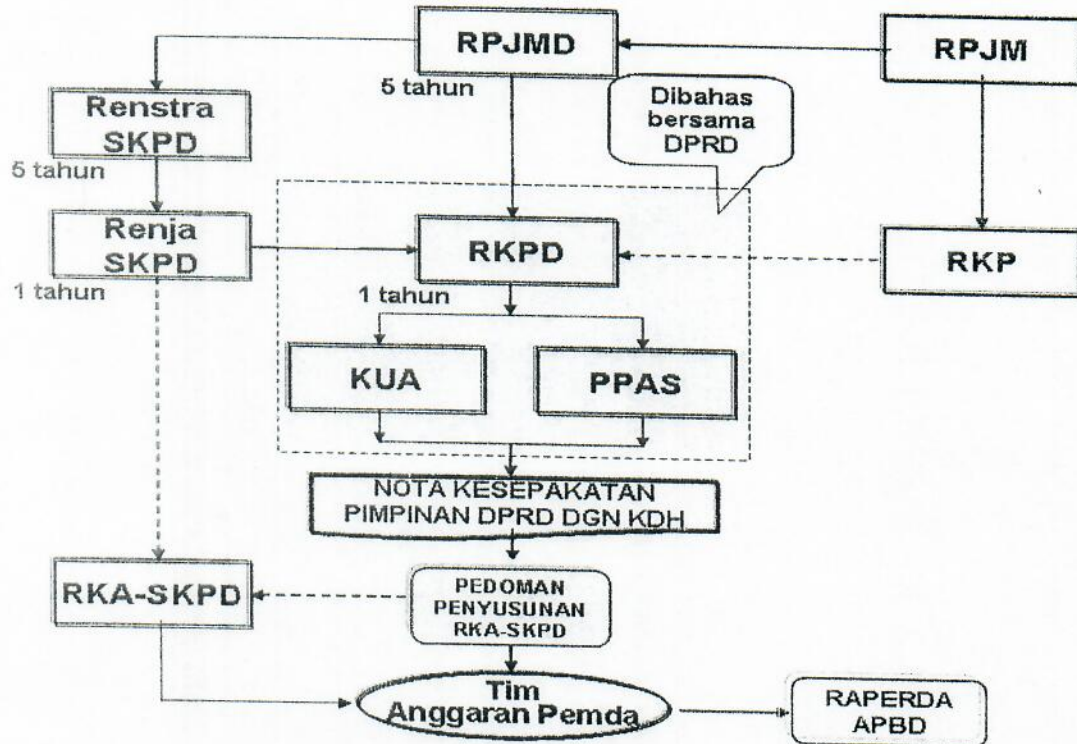 RPJMD
RPJM
5 tahun
Dibahas
bersama
DPRD
Renstra
SKPD
5 tahun
Renja
SKPD
RKPD
RKP
1 tahun
1 tahun
KUA
PPAS
NOTA KESEPAKATAN
PIMPINAN DPRD DGN KDH
RKA-SKPD
PEDOMAN
PENYUSUNAN
RKA-SKPD
Tim
Anggaran Pemda
RAPERDA
APBD